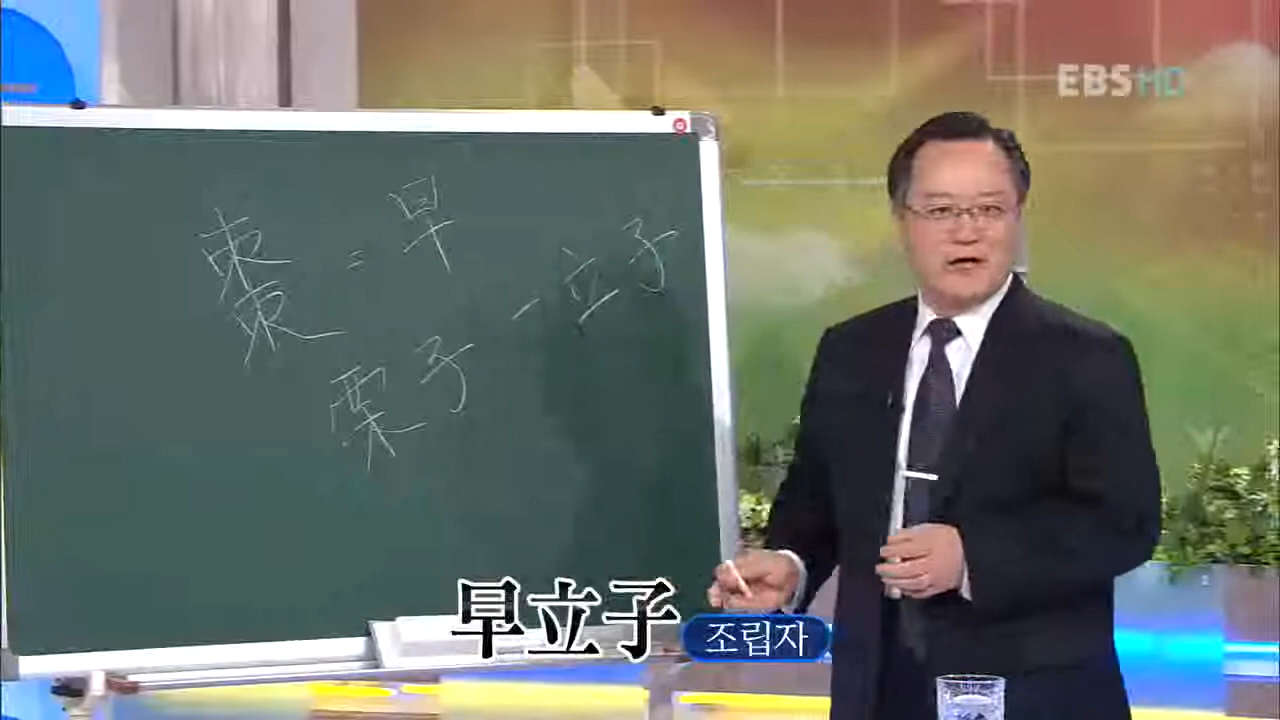 EBS HD
棗 = 早 - 立子
栗子
早立子
조립자